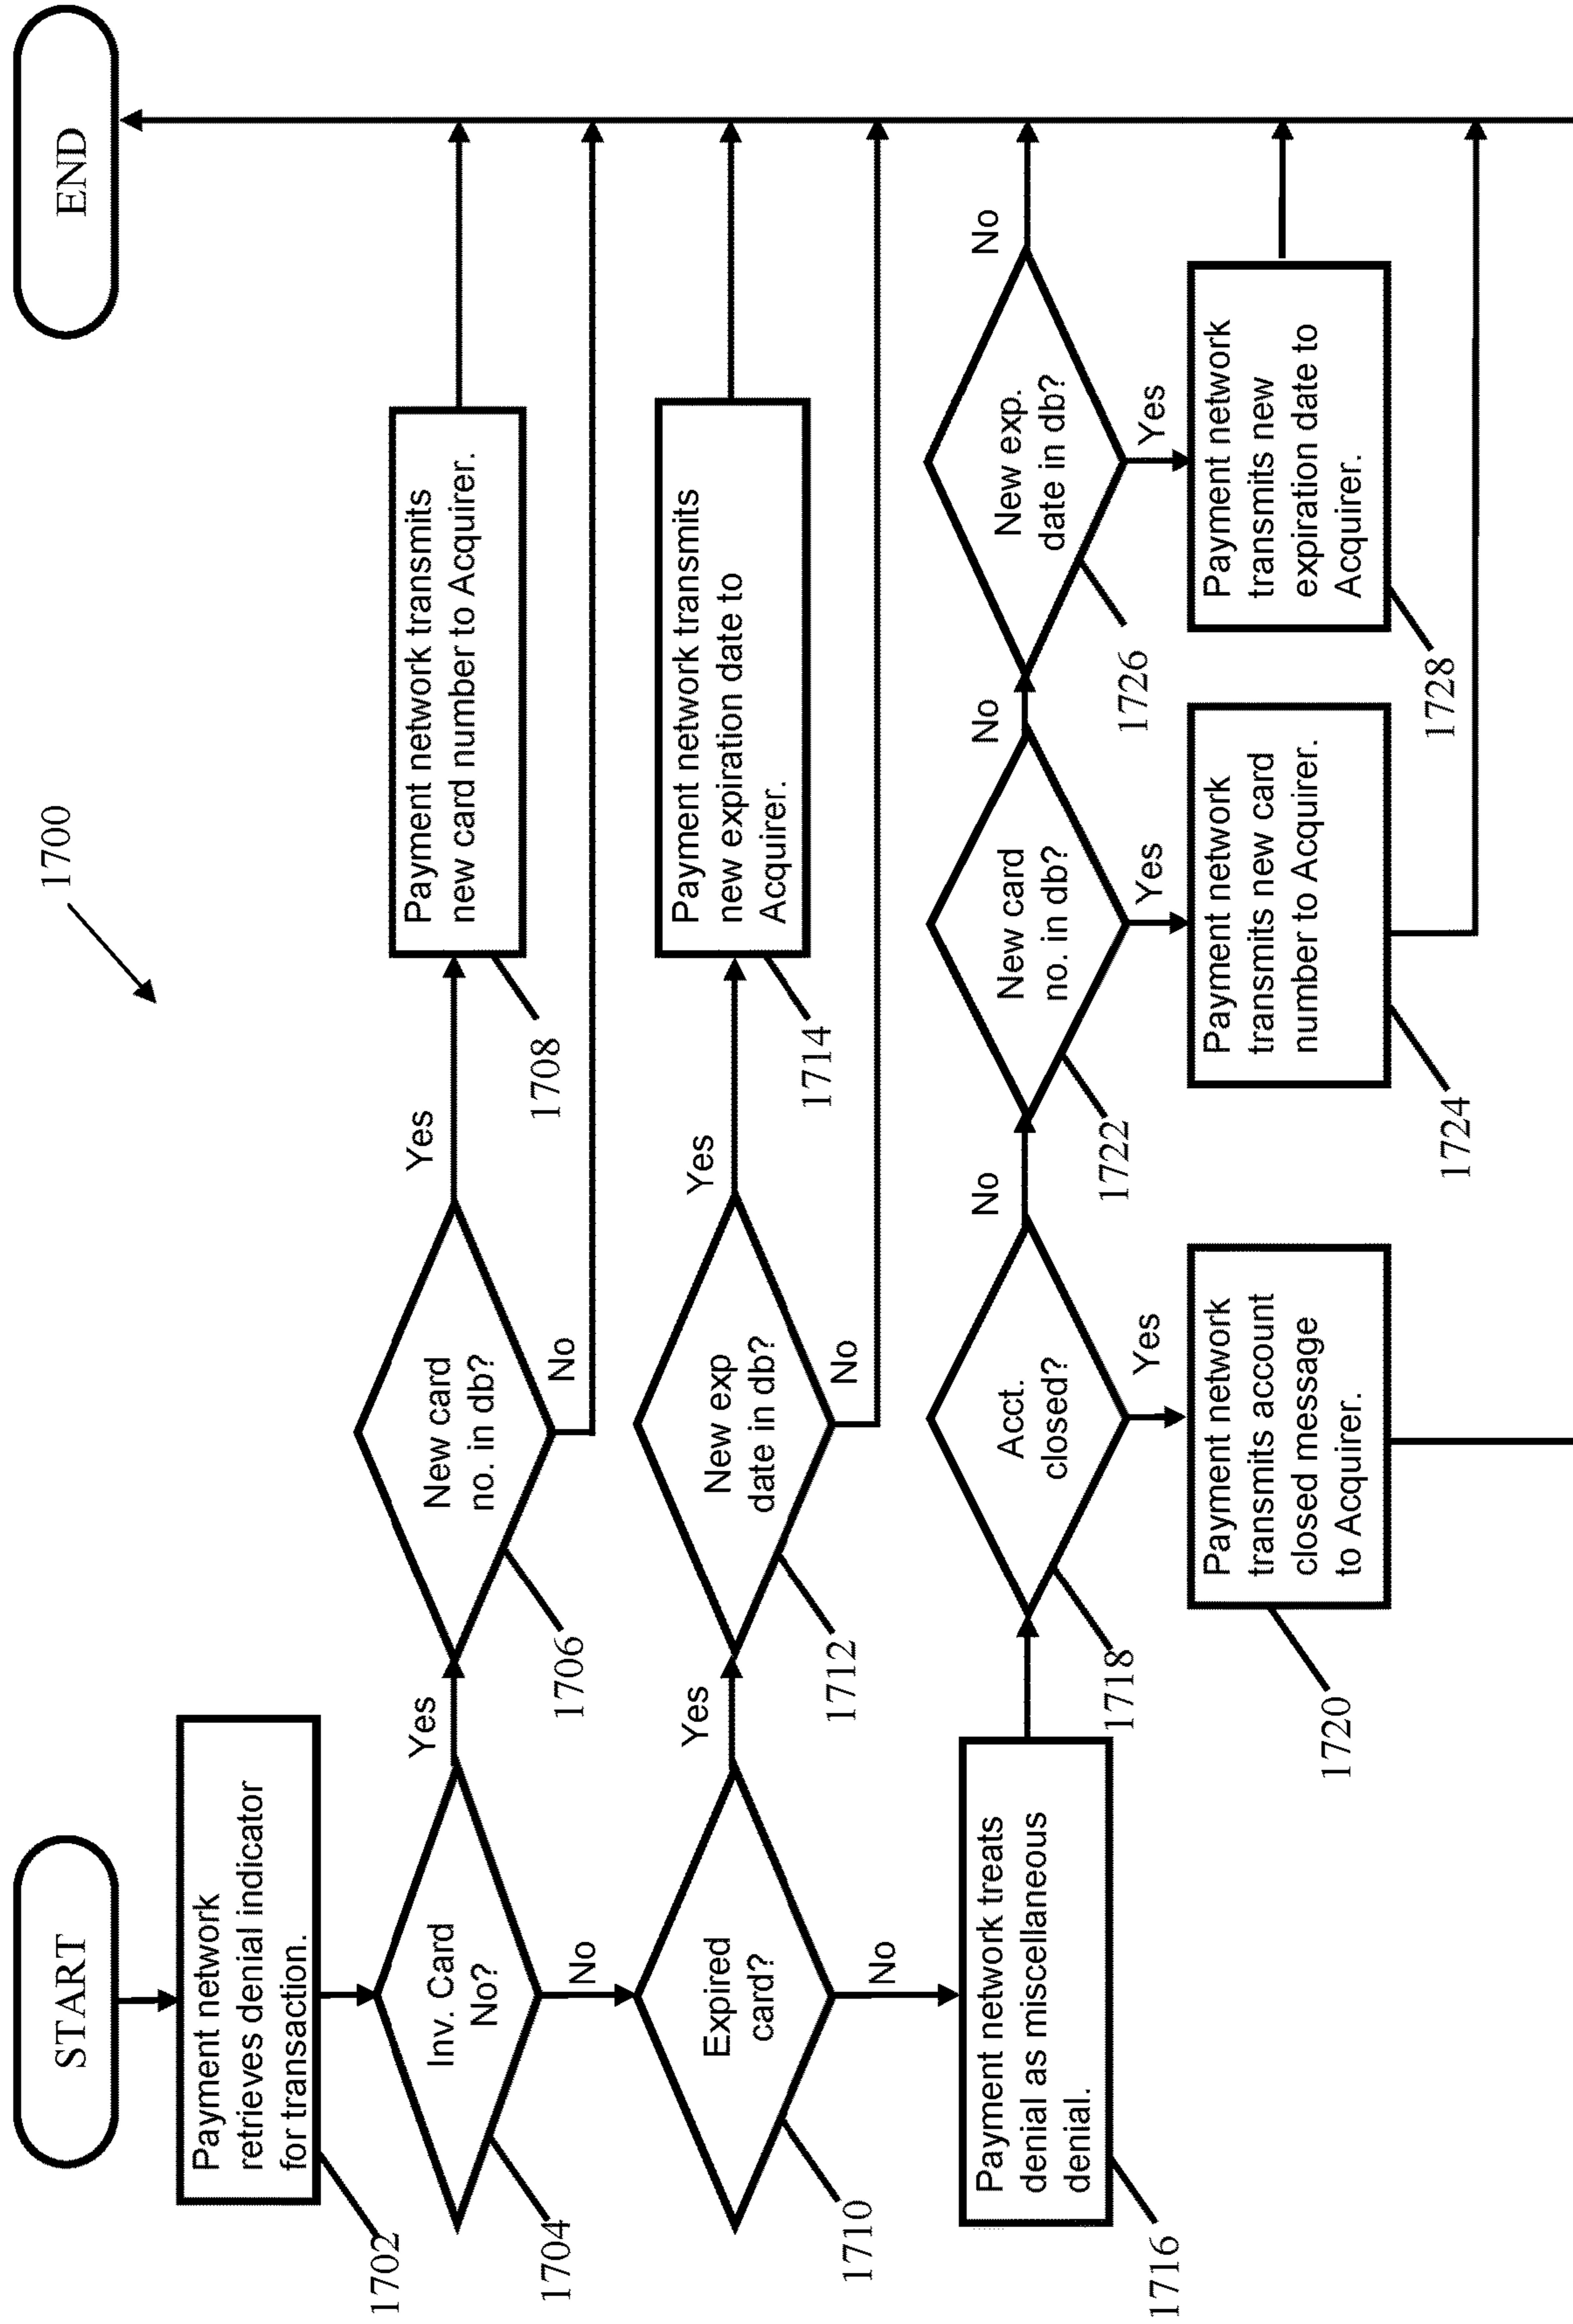 1700
START
END
Payment network
retrieves denial indicator
for transaction.
1702
Inv. Card
No?
1704
Yes
New card
no. in db?
1706
Yes
Payment network transmits
new card number to Acquirer.
1708
No
No
Expired
card?
1710
Yes
New exp
date in db?
1712
Yes
Payment network transmits
new expiration date to
Acquirer.
1714
No
No
Payment network treats
denial as miscellaneous
denial.
1716
Acct.
closed?
1718
No
New card
no. in db?
1722
No
New exp.
date in db?
1726
No
Yes
Yes
Yes
Payment network
transmits account
closed message
to Acquirer.
1720
Payment network
transmits new card
number to Acquirer.
1724
Payment network
transmits new
expiration date to
Acquirer.
1728